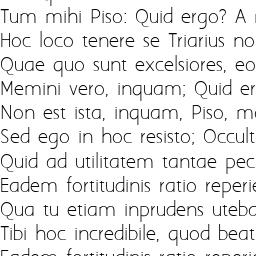 Tum mihi Piso: Quid ergo? A
Hoc loco tenere se Triarius no
Quae quo sunt excelsiores, eo
Memini vero, inquam; Quid er
Non est ista, inquam, Piso, m
Sed ego in hoc resisto; Occult
Quid ad utilitatem tantae pec
Eadem fortitudinis ratio reperie
Qua tu etiam inprudens uteba
Tibi hoc incredibile, quod beat
Eadem fortitudinis ratio reperie